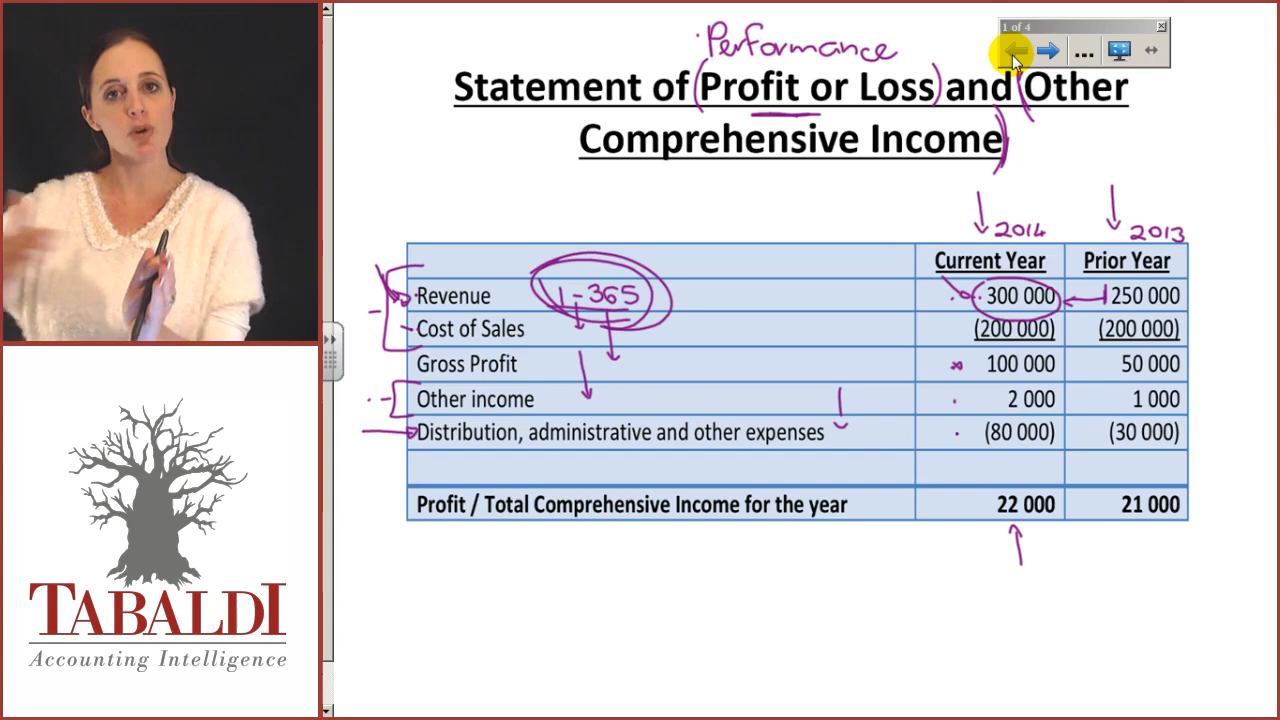 1 of 4
Performance
Statement of (Profit or Loss) and (Other
Comprehensive Income)
2014 2013
Current Year Prior Year
Revenue 1-365 300 000 250 000
Cost of Sales (200 000) (200 000)
Gross Profit 100 000 50 000
Other income 2 000 1 000
Distribution, administrative and other expenses (80 000) (30 000)
Profit / Total Comprehensive Income for the year 22 000 21 000
TABALDI
Accounting Intelligence